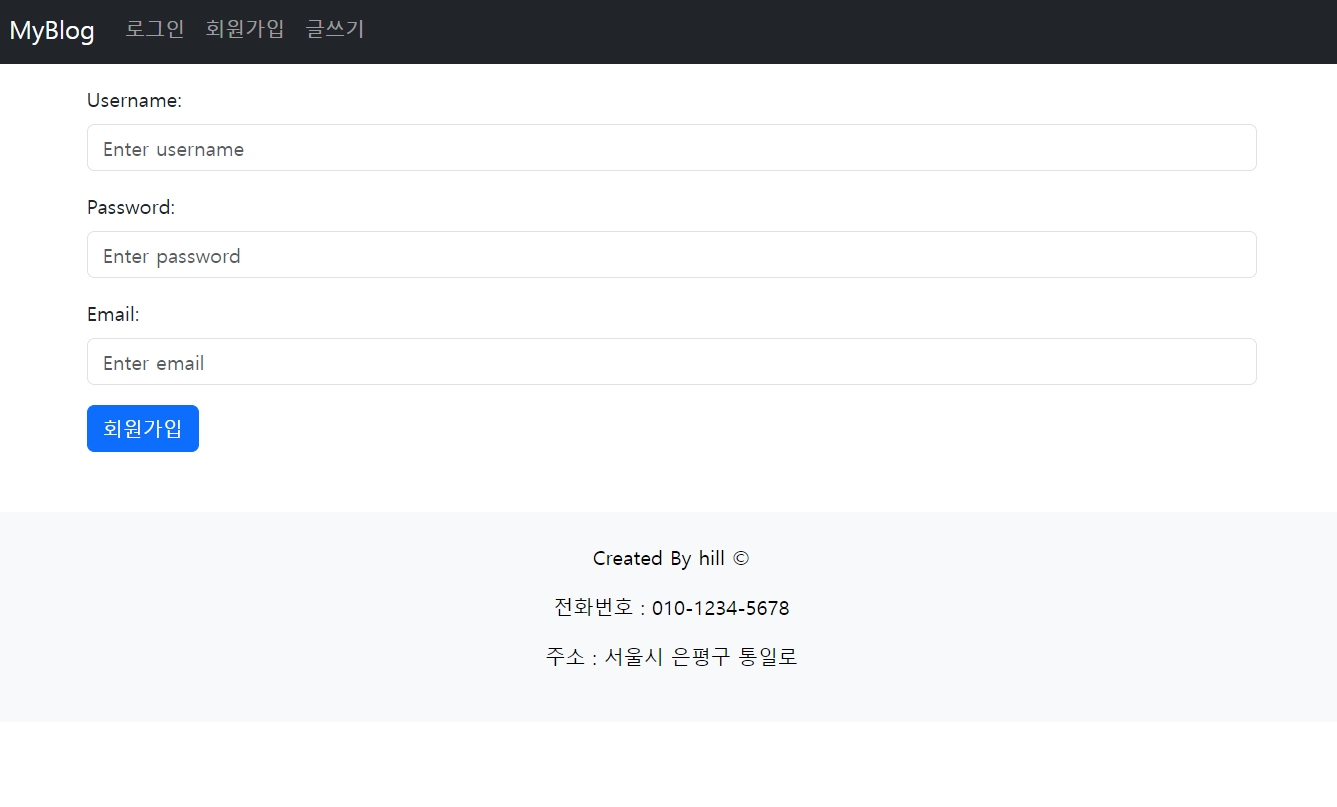 MyBlog 로그인 회원가입 글쓰기
Username:
Enter username
Password:
Enter password
Email:
Enter email
회원가입
Created By hill ©
전화번호 : 010-1234-5678
주소 : 서울시 은평구 통일로